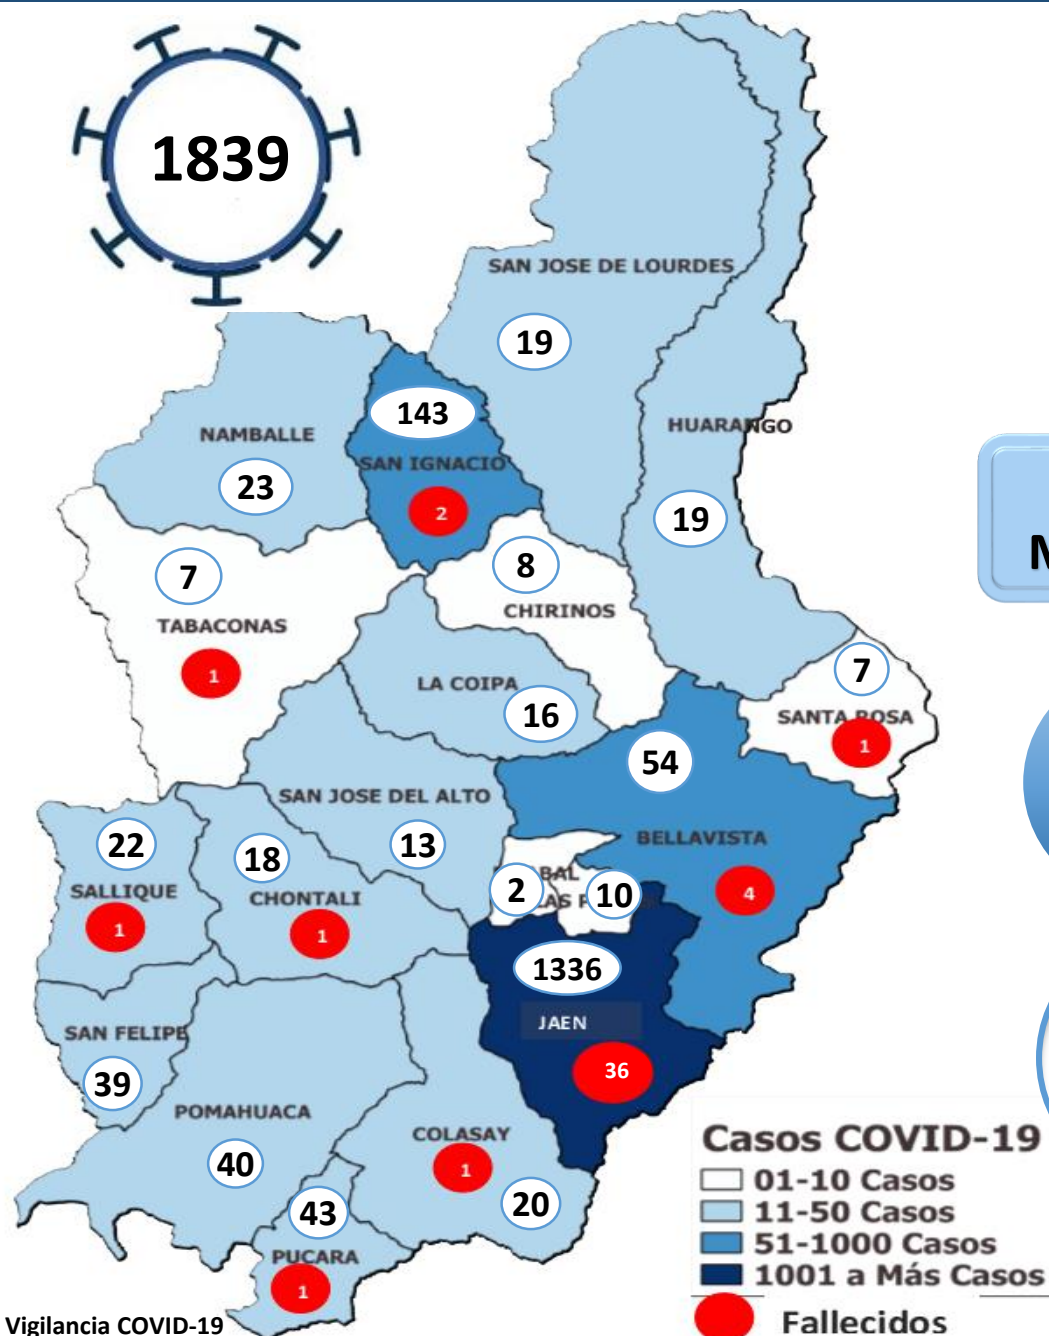 1839
SAN JOSE DE LOURDES
19
143
HUARANGO
NAMBALLE
SAN IGNACIO
23
2
19
M
7
8
CHIRINOS
TABACONAS
1
7
LA COIPA
16
SANTA ROSA
1
54
SAN JOSE DEL ALTO
BELLAVISTA
22
18
13
SALLIQUE
CHONTALI
2
BAL
10
LAS P
4
1
1
1336
JAEN
SAN FELIPE
36
39
POMAHUACA
COLASAY
1
40
20
43
PUCARA
1
Casos COVID-19
01-10 Casos
11-50 Casos
51-1000 Casos
1001 a Más Casos
Fallecidos
Vigilancia COVID-19